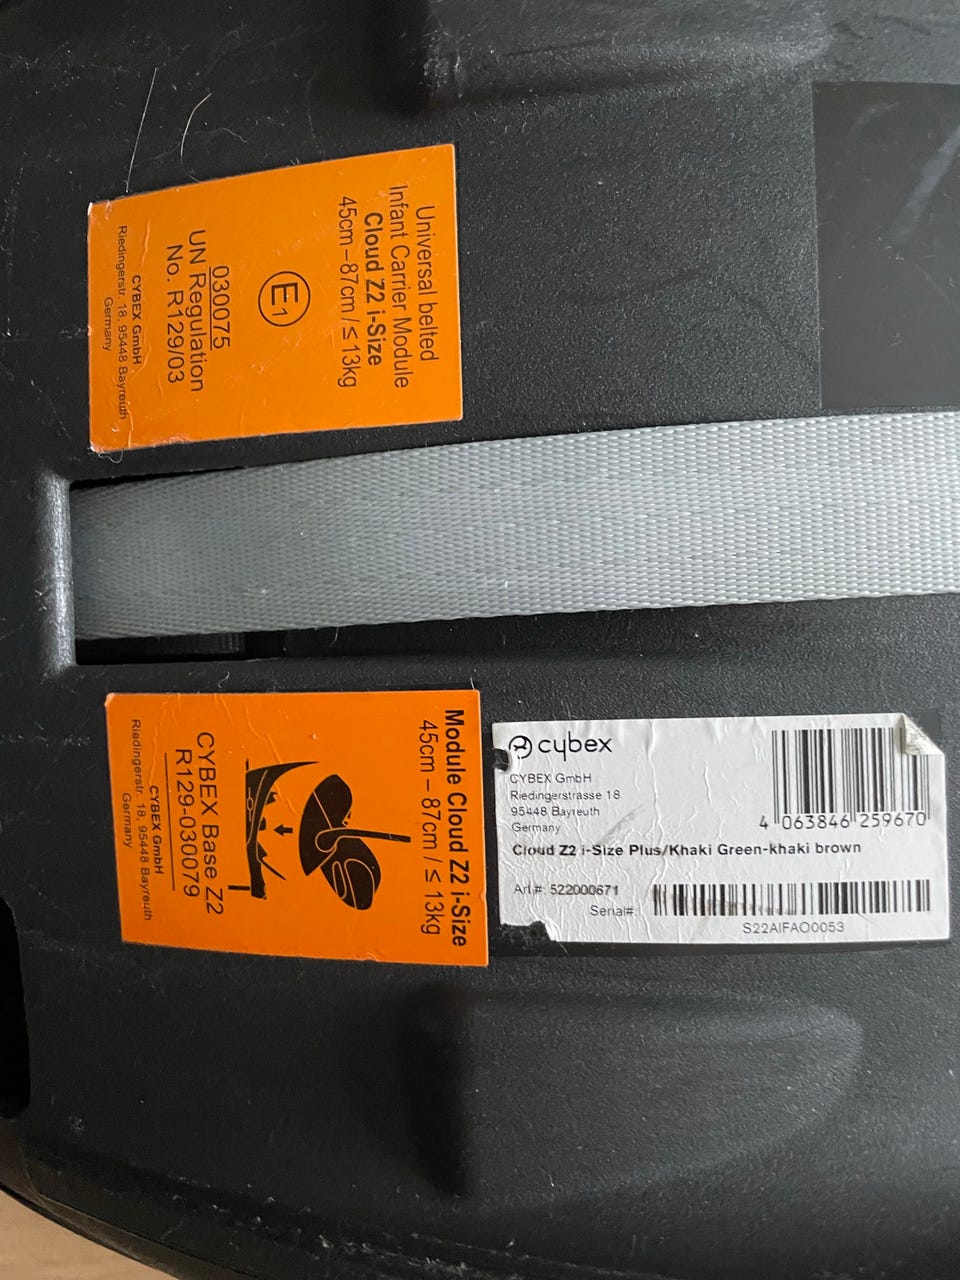 Universal belted
Infant Carrier Module
Cloud Z2 i-Size
45cm – 87cm / ≤ 13kg
E1
030075
UN Regulation
No. R129/03
CYBEX GmbH
Riedingerstr. 18, 95448 Bayreuth
Germany
Module Cloud Z2 i-Size
45cm – 87cm / ≤ 13kg
CYBEX Base Z2
R129-030079
CYBEX GmbH
Riedingerstr. 18, 95448 Bayreuth
Germany
cybex
CYBEX GmbH
Riedingerstrasse 18
95448 Bayreuth
Germany
4 063846 259670
Cloud Z2 i-Size Plus/Khaki Green-khaki brown
Art.#: 522000671
Serial#:
S22AIFAO0053